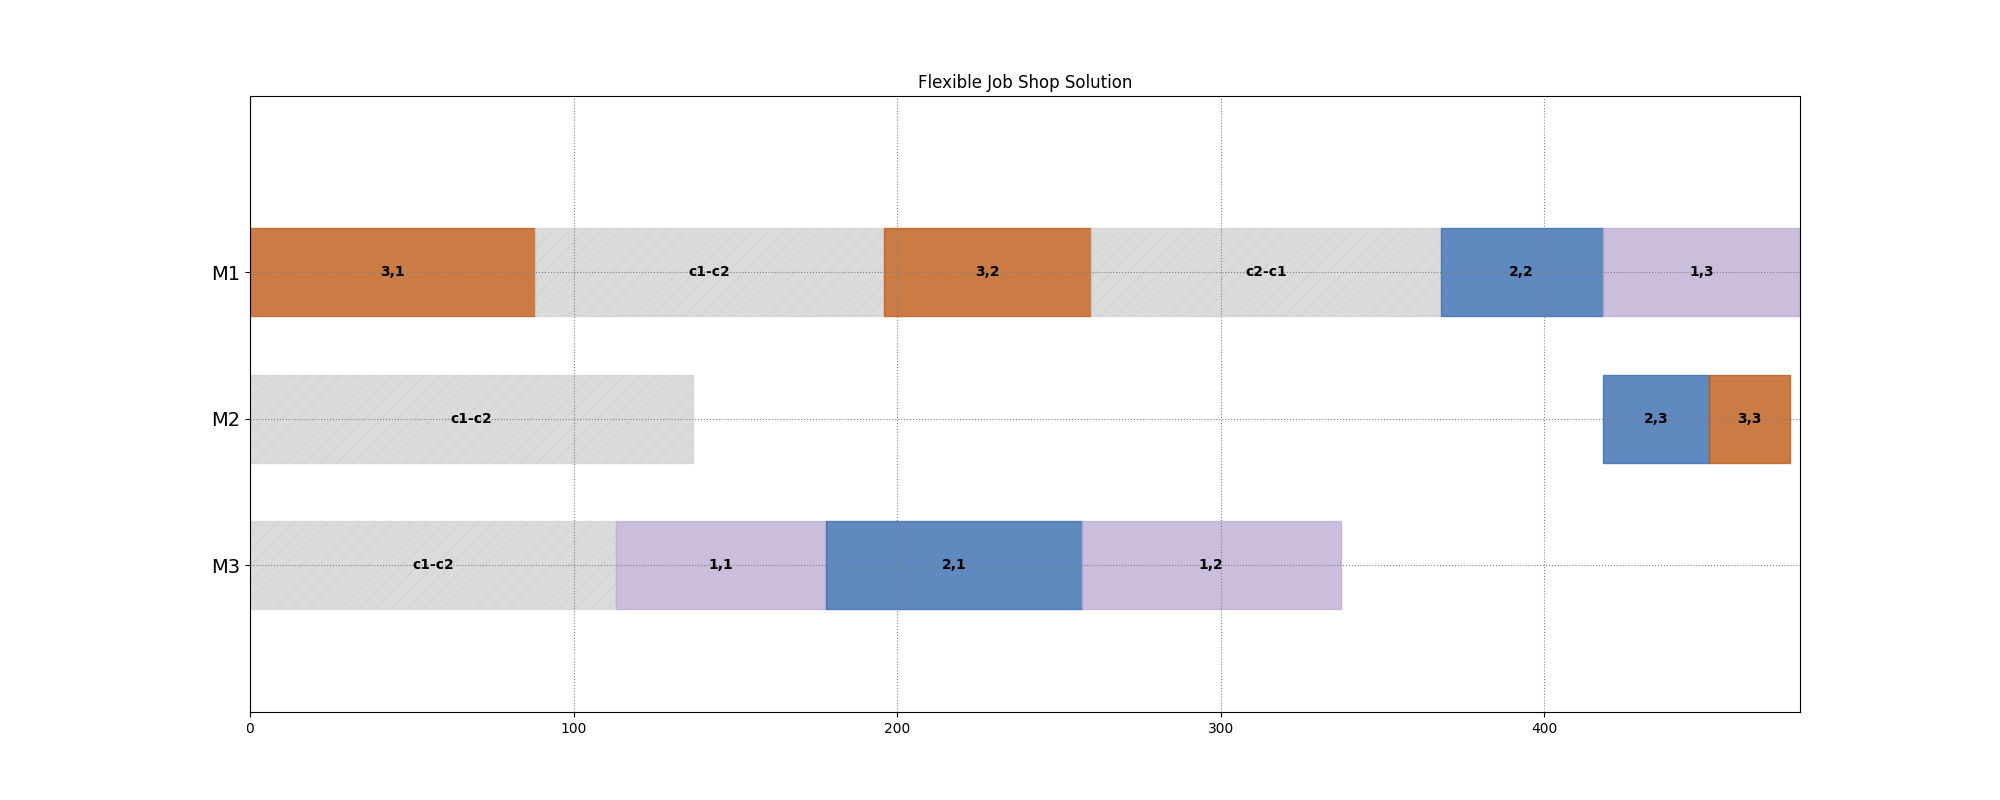 Flexible Job Shop Solution
M1
3,1 c1-c2 3,2 c2-c1 2,2 1,3
M2
c1-c2 2,3 3,3
M3
c1-c2 1,1 2,1 1,2
0 100 200 300 400